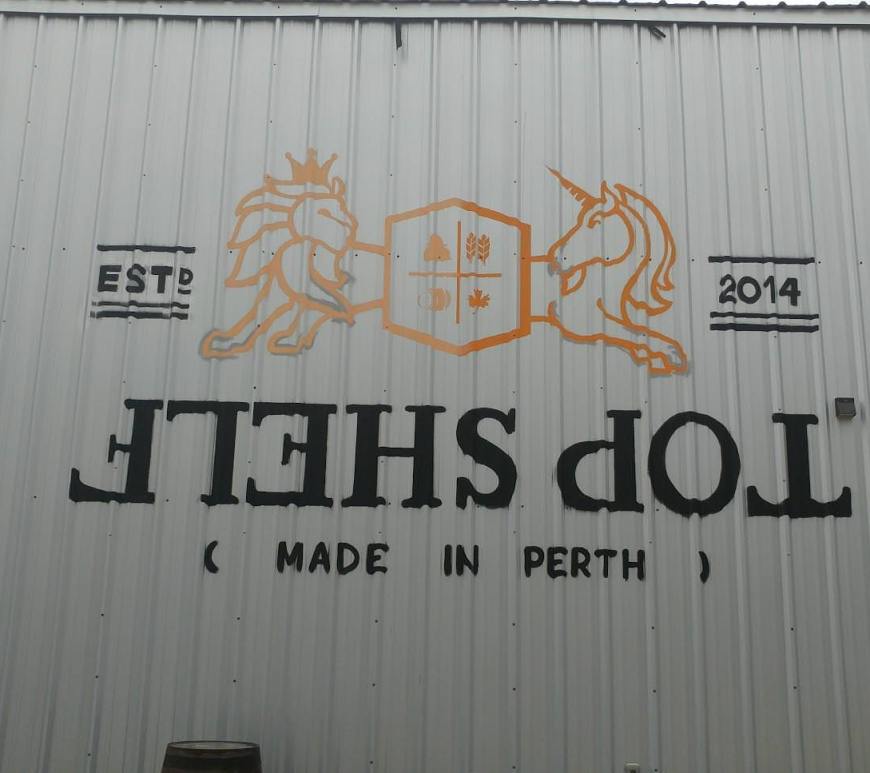 ESTD
2014
TOP SHELF
( MADE IN PERTH )